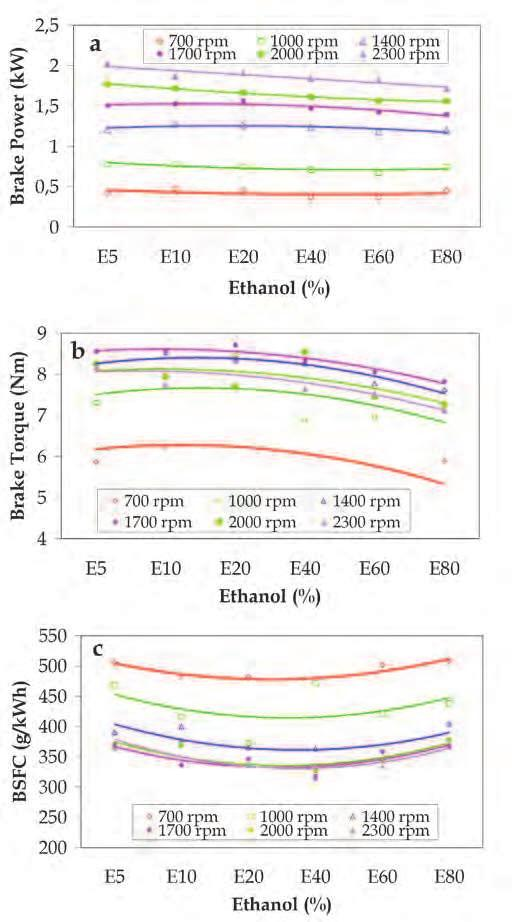 a
700 rpm 1000 rpm 1400 rpm
1700 rpm 2000 rpm 2300 rpm
Brake Power (kW)
2,5
2
1,5
1
0,5
0
E5 E10 E20 E40 E60 E80
Ethanol (%)
b
Brake Torque (Nm)
9
8
7
6
5
4
700 rpm 1000 rpm 1400 rpm
1700 rpm 2000 rpm 2300 rpm
E5 E10 E20 E40 E60 E80
Ethanol (%)
c
BSFC (g/kWh)
550
500
450
400
350
300
250
200
700 rpm 1000 rpm 1400 rpm
1700 rpm 2000 rpm 2300 rpm
E5 E10 E20 E40 E60 E80
Ethanol (%)